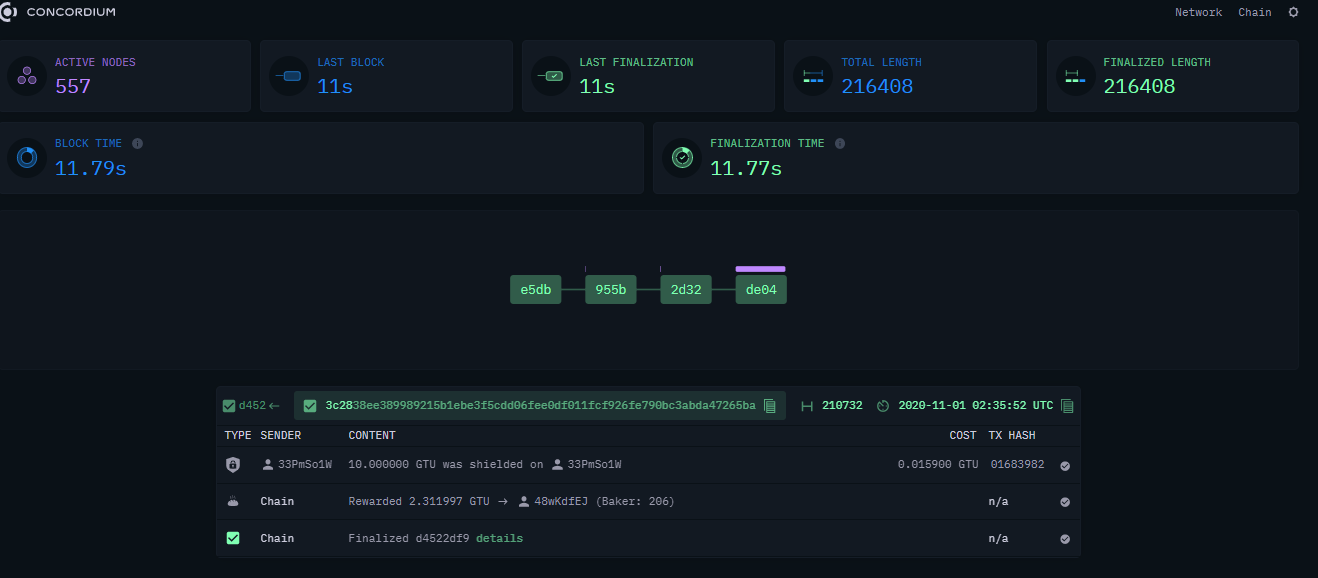 CONCORDIUM
Network Chain
ACTIVE NODES
557
LAST BLOCK
11s
LAST FINALIZATION
11s
TOTAL LENGTH
216408
FINALIZED LENGTH
216408
BLOCK TIME
11.79s
FINALIZATION TIME
11.77s
e5db 955b 2d32 de04
d452 ← 3c2838ee389989215b1ebe3f5cdd06fee0df011fcf926fe790bc3abda47265ba 210732 2020-11-01 02:35:52 UTC
TYPE SENDER CONTENT COST TX HASH
33PmSo1W 10.000000 GTU was shielded on 33PmSo1W 0.015900 GTU 01683982
Chain Rewarded 2.311997 GTU → 48wKdfEJ (Baker: 206) n/a
Chain Finalized d4522df9 details n/a